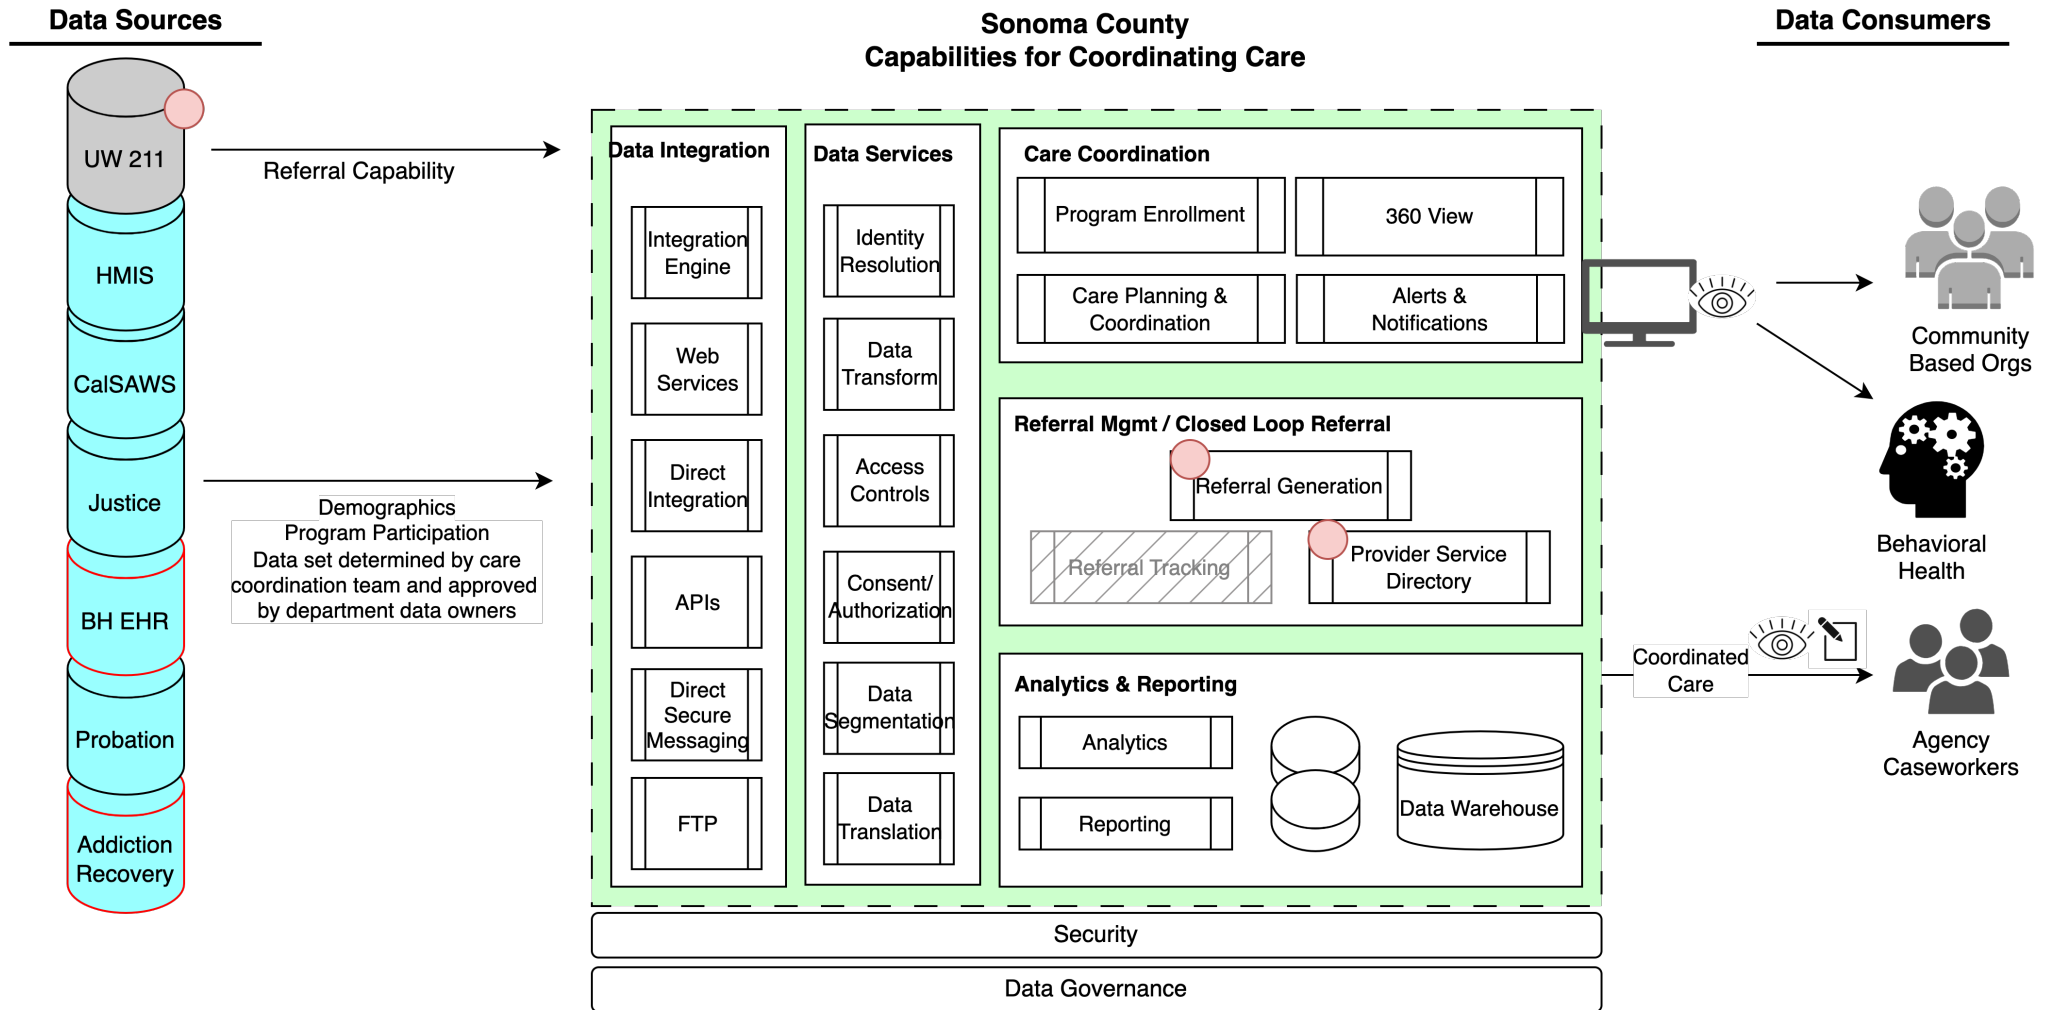 Data Sources
Sonoma County
Capabilities for Coordinating Care
Data Consumers
UW 211
HMIS
CalSAWS
Justice
BH EHR
Probation
Addiction
Recovery
Referral Capability
Demographics
Program Participation
Data set determined by care
coordination team and approved
by department data owners
Data Integration
Integration
Engine
Web
Services
Direct
Integration
APIs
Direct
Secure
Messaging
FTP
Data Services
Identity
Resolution
Data
Transform
Access
Controls
Consent/
Authorization
Data
Segmentation
Data
Translation
Care Coordination
Program Enrollment
360 View
Care Planning &
Coordination
Alerts &
Notifications
Referral Mgmt / Closed Loop Referral
Referral Generation
Referral Tracking
Provider Service
Directory
Analytics & Reporting
Analytics
Reporting
Data Warehouse
Security
Data Governance
Coordinated
Care
Community
Based Orgs
Behavioral
Health
Agency
Caseworkers